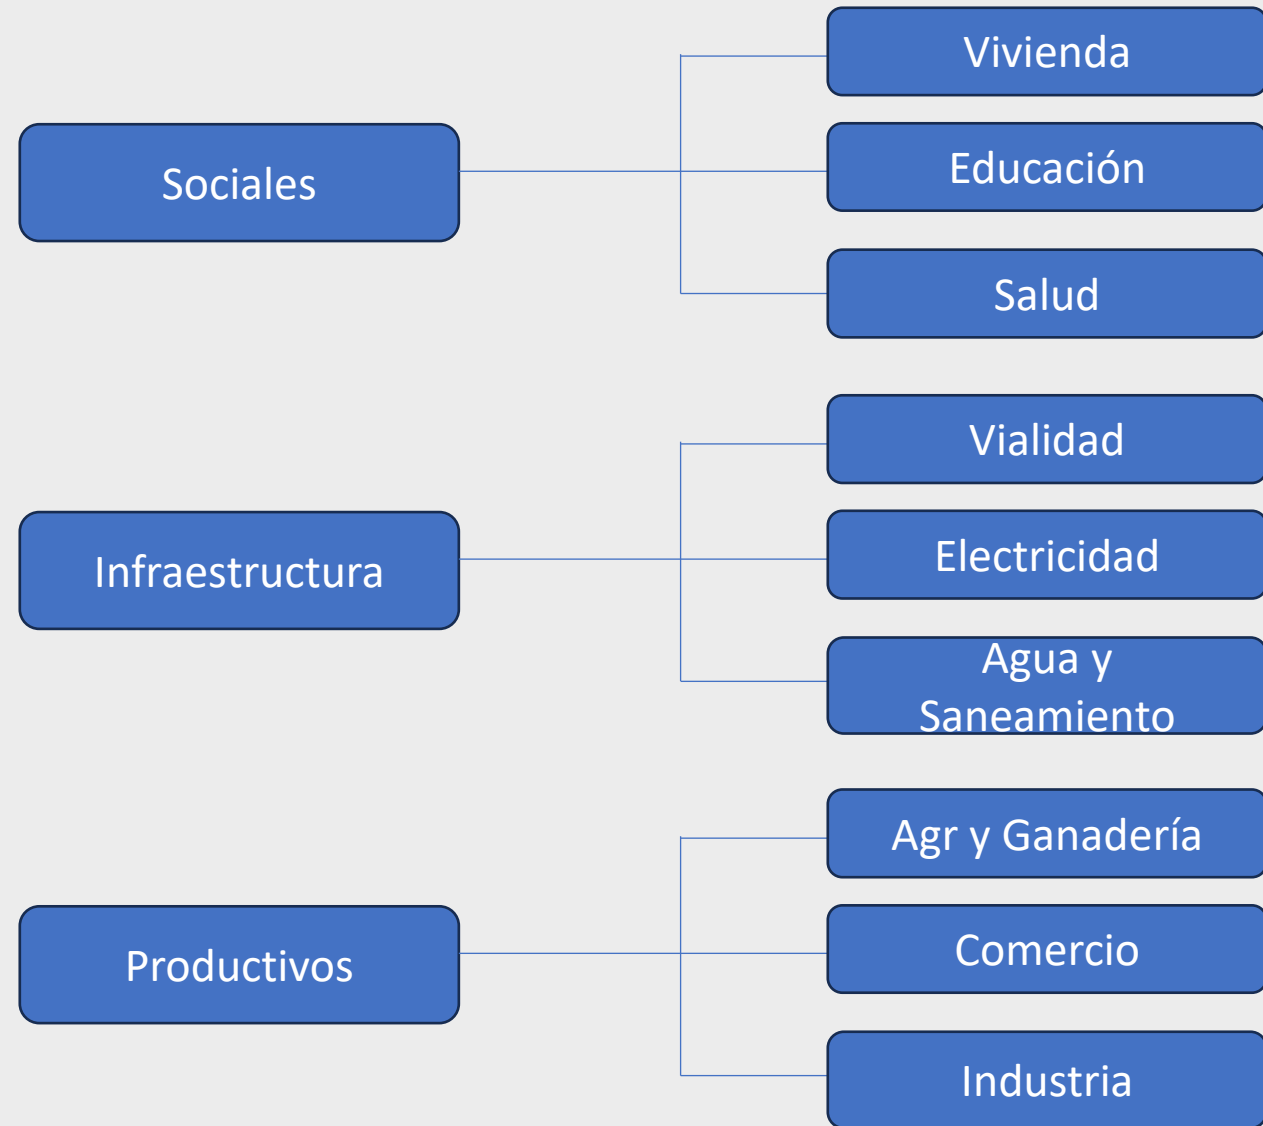 Sociales
Vivienda
Educación
Salud
Infraestructura
Vialidad
Electricidad
Agua y
Saneamiento
Productivos
Agr y Ganadería
Comercio
Industria